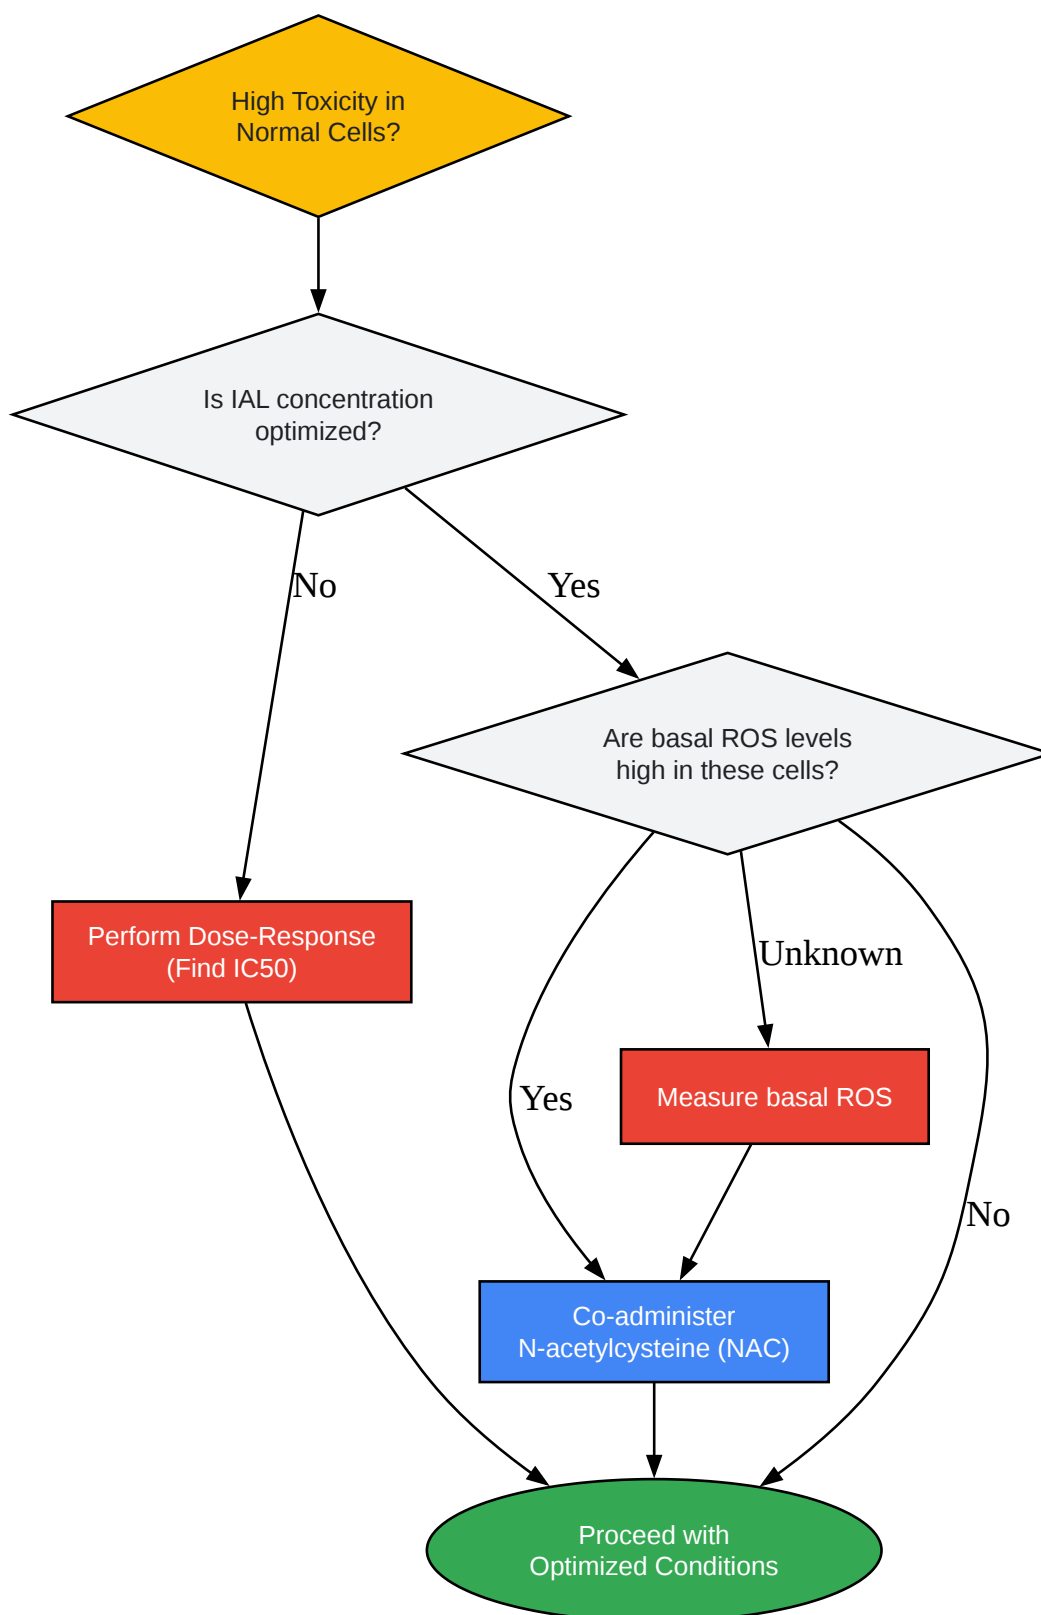 High Toxicity in
Normal Cells?
Is IAL concentration
optimized?
No
Yes
Are basal ROS levels
high in these cells?
Perform Dose-Response
(Find IC50)
Unknown
Measure basal ROS
Yes
No
Co-administer
N-acetylcysteine (NAC)
Proceed with
Optimized Conditions